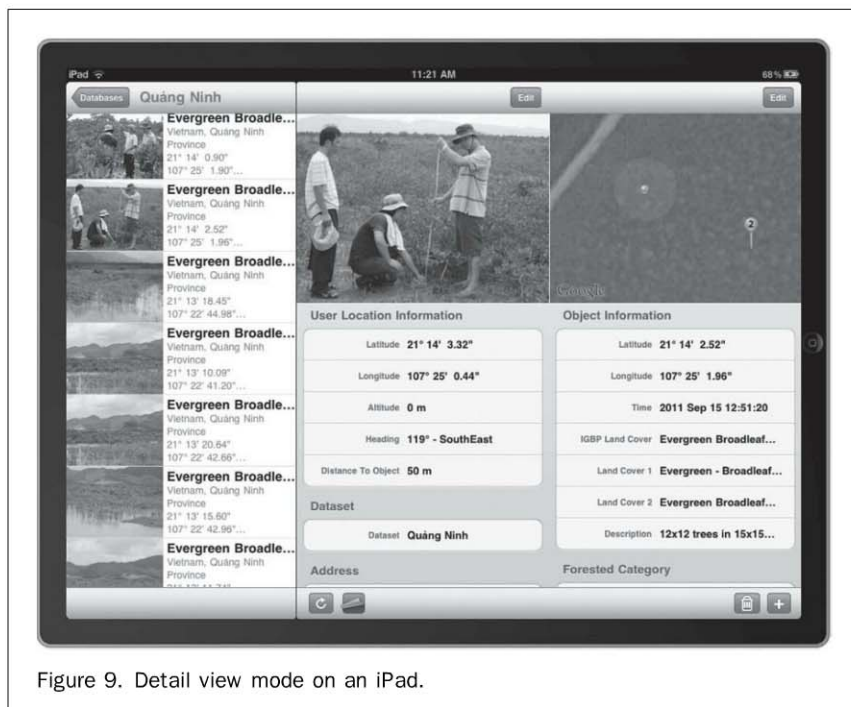 iPad
11:21 AM
68%
Databases
Quảng Ninh
Edit
Edit
Evergreen Broadle...
Vietnam, Quảng Ninh
Province
21° 14' 0.90"
107° 25' 1.90"...
Evergreen Broadle...
Vietnam, Quảng Ninh
Province
21° 14' 2.52"
107° 25' 1.96"...
Evergreen Broadle...
Vietnam, Quảng Ninh
Province
21° 13' 18.45"
107° 22' 44.98"...
Evergreen Broadle...
Vietnam, Quảng Ninh
Province
21° 13' 10.09"
107° 22' 41.20"...
Evergreen Broadle...
Vietnam, Quảng Ninh
Province
21° 13' 20.64"
107° 22' 42.66"...
Evergreen Broadle...
Vietnam, Quảng Ninh
Province
21° 13' 15.60"
107° 22' 42.96"...
Evergreen Broadle...
Vietnam, Quảng Ninh
Province
2
Google
User Location Information
Latitude 21° 14' 3.32"
Longitude 107° 25' 0.44"
Altitude 0 m
Heading 119° - SouthEast
Distance To Object 50 m
Dataset
Dataset Quảng Ninh
Address
Object Information
Latitude 21° 14' 2.52"
Longitude 107° 25' 1.96"
Time 2011 Sep 15 12:51:20
IGBP Land Cover Evergreen Broadleaf...
Land Cover 1 Evergreen - Broadleaf...
Land Cover 2 Evergreen Broadleaf...
Description 12x12 trees in 15x15...
Forested Category
Figure 9. Detail view mode on an iPad.